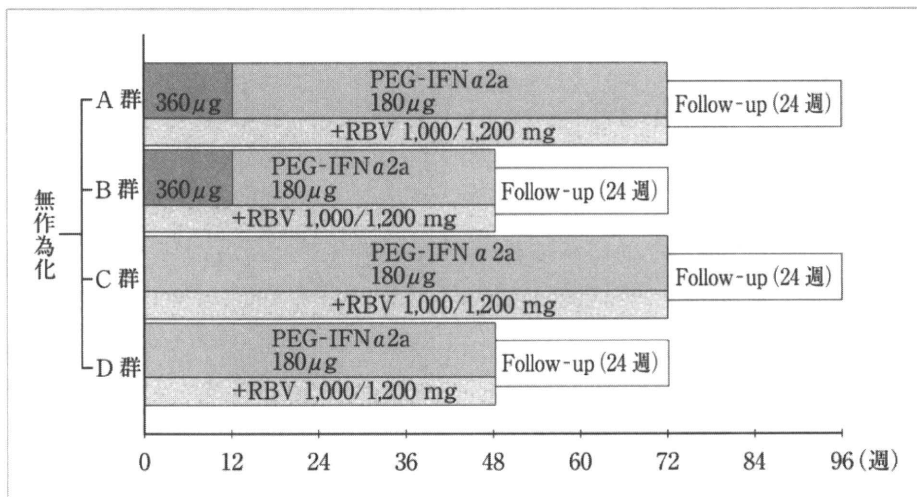 無作為化
A 群
360μg
PEG-IFNα2a
180μg
+RBV 1,000/1,200 mg
Follow-up (24 週)
B 群
360μg
PEG-IFNα2a
180μg
+RBV 1,000/1,200 mg
Follow-up (24 週)
C 群
PEG-IFN α2a
180μg
+RBV 1,000/1,200 mg
Follow-up (24 週)
D 群
PEG-IFNα2a
180μg
+RBV 1,000/1,200 mg
Follow-up (24 週)
0 12 24 36 48 60 72 84 96 (週)